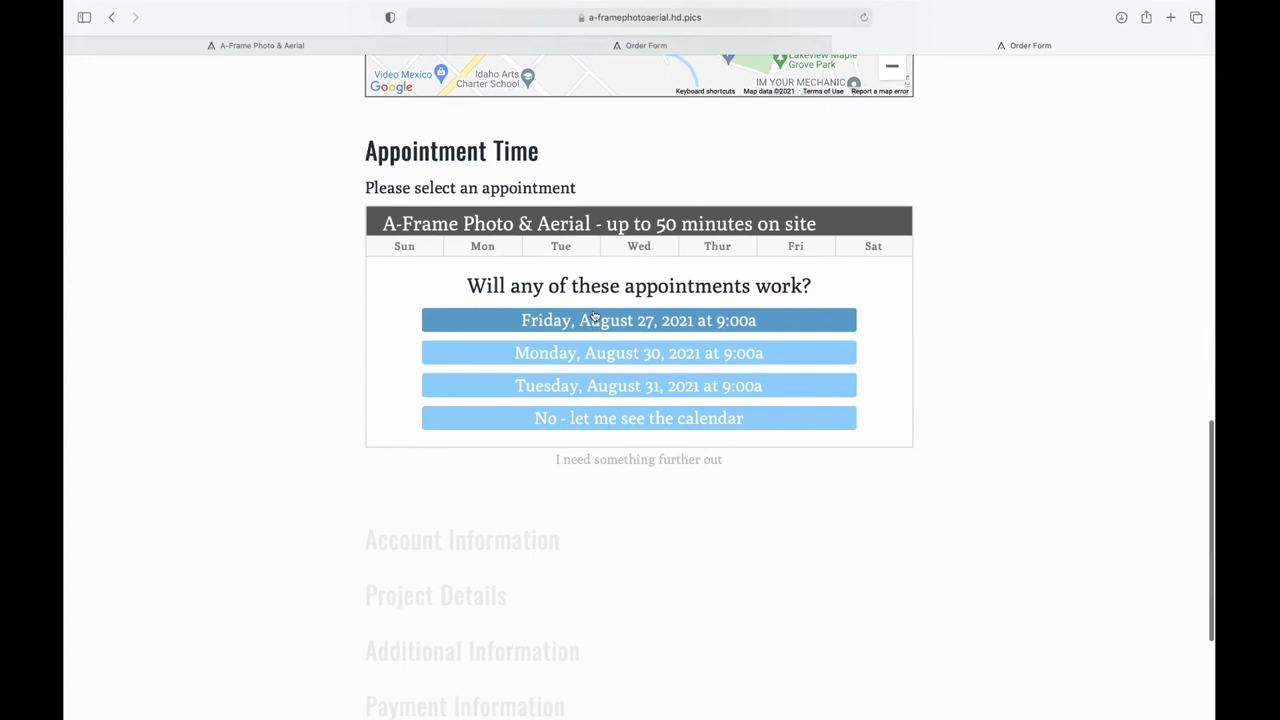 a-framephotoaerial.hd.pics
A-Frame Photo & Aerial
Order Form
Order Form
Video Mexico
Idaho Arts
Charter School
Lakeview Maple
Grove Park
IM YOUR MECHANIC
Google
Keyboard shortcuts
Map data ©2021
Terms of Use
Report a map error
Appointment Time
Please select an appointment
A-Frame Photo & Aerial - up to 50 minutes on site
Sun Mon Tue Wed Thur Fri Sat
Will any of these appointments work?
Friday, August 27, 2021 at 9:00a
Monday, August 30, 2021 at 9:00a
Tuesday, August 31, 2021 at 9:00a
No - let me see the calendar
I need something further out
Account Information
Project Details
Additional Information
Payment Information